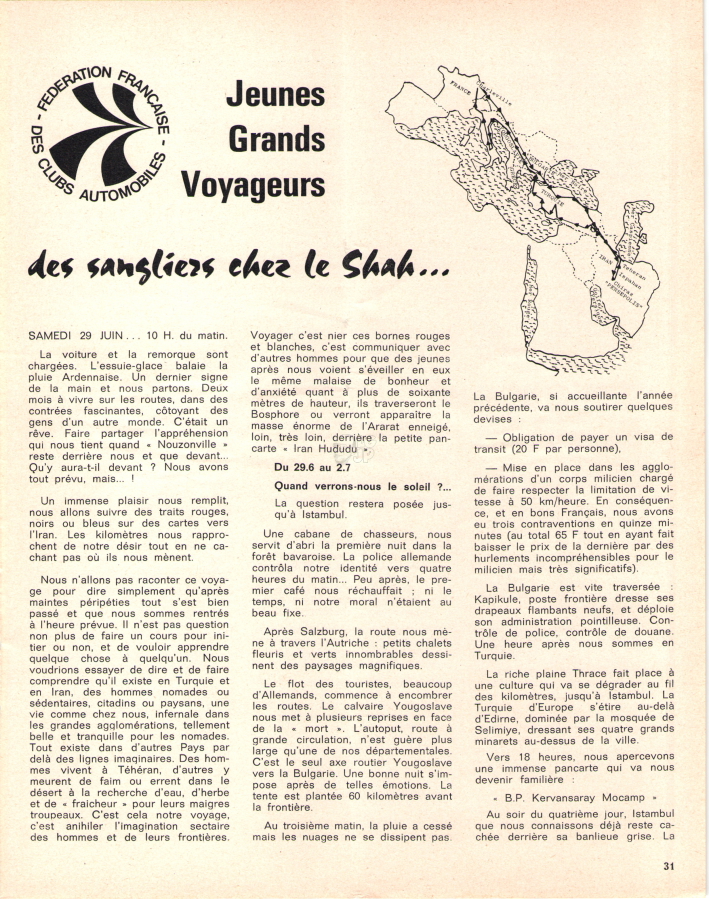 - FEDERATION FRANÇAISE -
DES CLUBS AUTOMOBILES
Jeunes
Grands
Voyageurs
FRANCE
IRAN
Teheran
Ispahan
Chiraz
"PERSEPOLIS"
des sangliers chez le Shah...
SAMEDI 29 JUIN... 10 H. du matin.
La voiture et la remorque sont
chargées. L'essuie-glace balaie la
pluie Ardennaise. Un dernier signe
de la main et nous partons. Deux
mois à vivre sur les routes, dans des
contrées fascinantes, côtoyant des
gens d'un autre monde. C'était un
rêve. Faire partager l'appréhension
qui nous tient quand « Nouzonville »
reste derrière nous et que devant...
Qu'y aura-t-il devant ? Nous avons
tout prévu, mais... !
Un immense plaisir nous remplit,
nous allons suivre des traits rouges,
noirs ou bleus sur des cartes vers
l'Iran. Les kilomètres nous rappro-
chent de notre désir tout en ne ca-
chant pas où ils nous mènent.
Nous n'allons pas raconter ce voya-
ge pour dire simplement qu'après
maintes péripéties tout s'est bien
passé et que nous sommes rentrés
à l'heure prévue. Il n'est pas question
non plus de faire un cours pour ini-
tier ou non, et de vouloir apprendre
quelque chose à quelqu'un. Nous
voudrions essayer de dire et de faire
comprendre qu'il existe en Turquie et
en Iran, des hommes nomades ou
sédentaires, citadins ou paysans, une
vie comme chez nous, infernale dans
les grandes agglomérations, tellement
belle et tranquille pour les nomades.
Tout existe dans d'autres Pays par
delà des lignes imaginaires. Des hom-
mes vivent à Téhéran, d'autres y
meurent de faim ou errent dans le
désert à la recherche d'eau, d'herbe
et de « fraicheur » pour leurs maigres
troupeaux. C'est cela notre voyage,
c'est anihiler l'imagination sectaire
des hommes et de leurs frontières.
Voyager c'est nier ces bornes rouges
et blanches, c'est communiquer avec
d'autres hommes pour que des jeunes
après nous voient s'éveiller en eux
le même malaise de bonheur et
d'anxiété quant à plus de soixante
mètres de hauteur, ils traverseront le
Bosphore ou verront apparaître la
masse énorme de l'Ararat enneigé,
loin, très loin, derrière la petite pan-
carte « Iran Hududu ».
Du 29.6 au 2.7
Quand verrons-nous le soleil ?...
La question restera posée jus-
qu'à Istambul.
Une cabane de chasseurs, nous
servit d'abri la première nuit dans la
forêt bavaroise. La police allemande
contrôla notre identité vers quatre
heures du matin... Peu après, le pre-
mier café nous réchauffait ; ni le
temps, ni notre moral n'étaient au
beau fixe.
Après Salzburg, la route nous mè-
ne à travers l'Autriche : petits chalets
fleuris et verts innombrables dessi-
nent des paysages magnifiques.
Le flot des touristes, beaucoup
d'Allemands, commence à encombrer
les routes. Le calvaire Yougoslave
nous met à plusieurs reprises en face
de la « mort ». L'autoput, route à
grande circulation, n'est guère plus
large qu'une de nos départementales.
C'est le seul axe routier Yougoslave
vers la Bulgarie. Une bonne nuit s'im-
pose après de telles émotions. La
tente est plantée 60 kilomètres avant
la frontière.
Au troisième matin, la pluie a cessé
mais les nuages ne se dissipent pas.
La Bulgarie, si accueillante l'année
précédente, va nous soutirer quelques
devises :
— Obligation de payer un visa de
transit (20 F par personne),
— Mise en place dans les agglo-
mérations d'un corps milicien chargé
de faire respecter la limitation de vi-
tesse à 50 km/heure. En conséquen-
ce, et en bons Français, nous avons
eu trois contraventions en quinze mi-
nutes (au total 65 F tout en ayant fait
baisser le prix de la dernière par des
hurlements incompréhensibles pour le
milicien mais très significatifs).
La Bulgarie est vite traversée :
Kapikule, poste frontière dresse ses
drapeaux flambants neufs, et déploie
son administration pointilleuse. Con-
trôle de police, contrôle de douane.
Une heure après nous sommes en
Turquie.
La riche plaine Thrace fait place à
une culture qui va se dégrader au fil
des kilomètres, jusqu'à Istambul. La
Turquie d'Europe s'étire au-delà
d'Edirne, dominée par la mosquée de
Selimiye, dressant ses quatre grands
minarets au-dessus de la ville.
Vers 18 heures, nous apercevons
une immense pancarte qui va nous
devenir familière :
« B.P. Kervansaray Mocamp »
Au soir du quatrième jour, Istambul
que nous connaissons déjà reste ca-
chée derrière sa banlieue grise. La
31